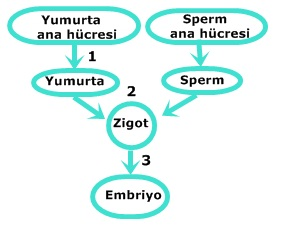 Yumurta
ana hücresi
Sperm
ana hücresi
1
Yumurta
Sperm
2
Zigot
3
Embriyo